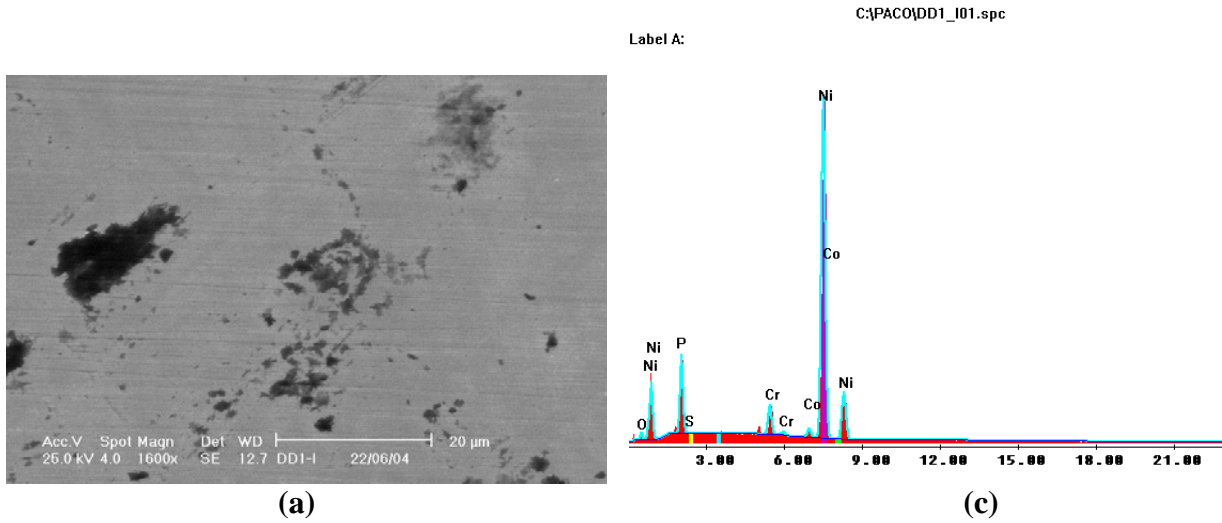 C:\PACO\DD1_I01.spc
Label A:
Ni
Co
Ni
Ni
P
O
S
Cr
Cr
Co
Ni
3.00 6.00 9.00 12.00 15.00 18.00 21.00
Acc.V Spot Magn Det WD 20 µm
25.0 kV 4.0 1600x SE 12.7 DD1-I 22/06/04
(a) (c)